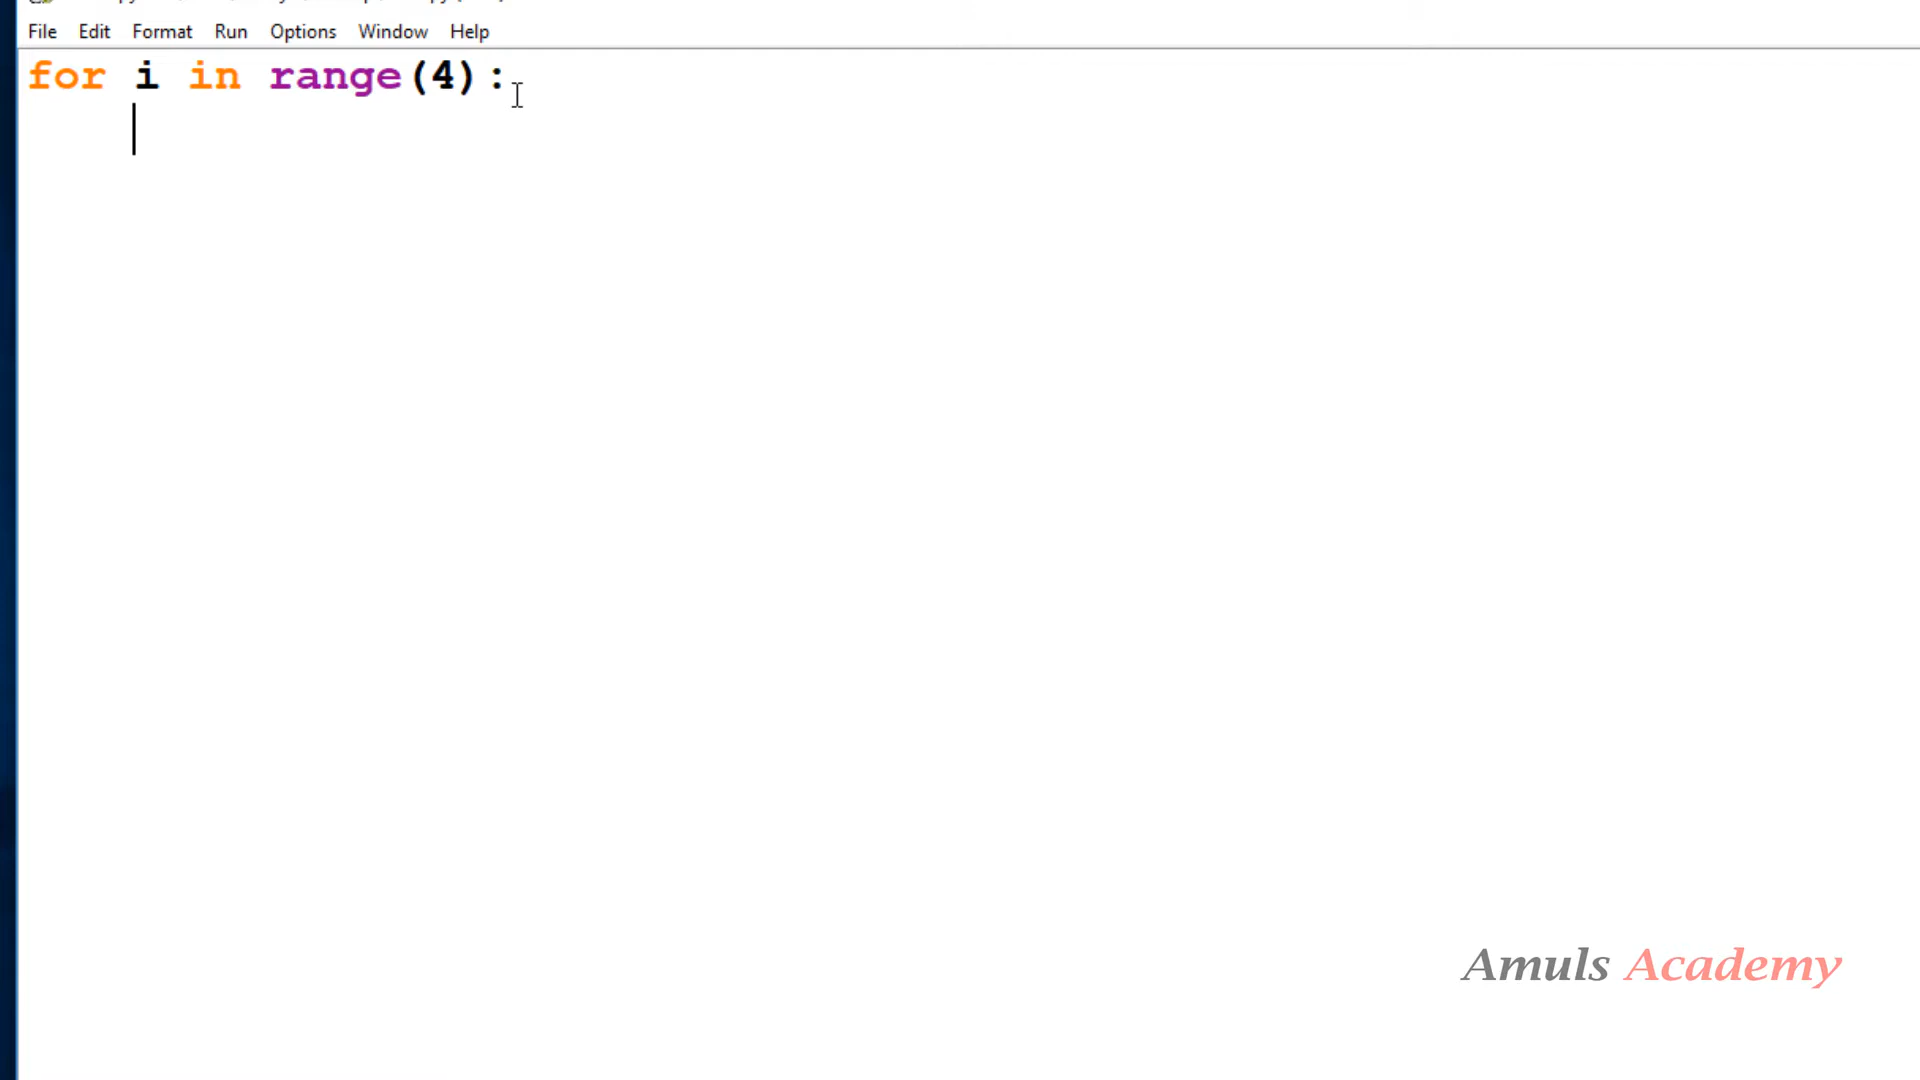 File Edit Format Run Options Window Help
for i in range(4):
Amuls Academy